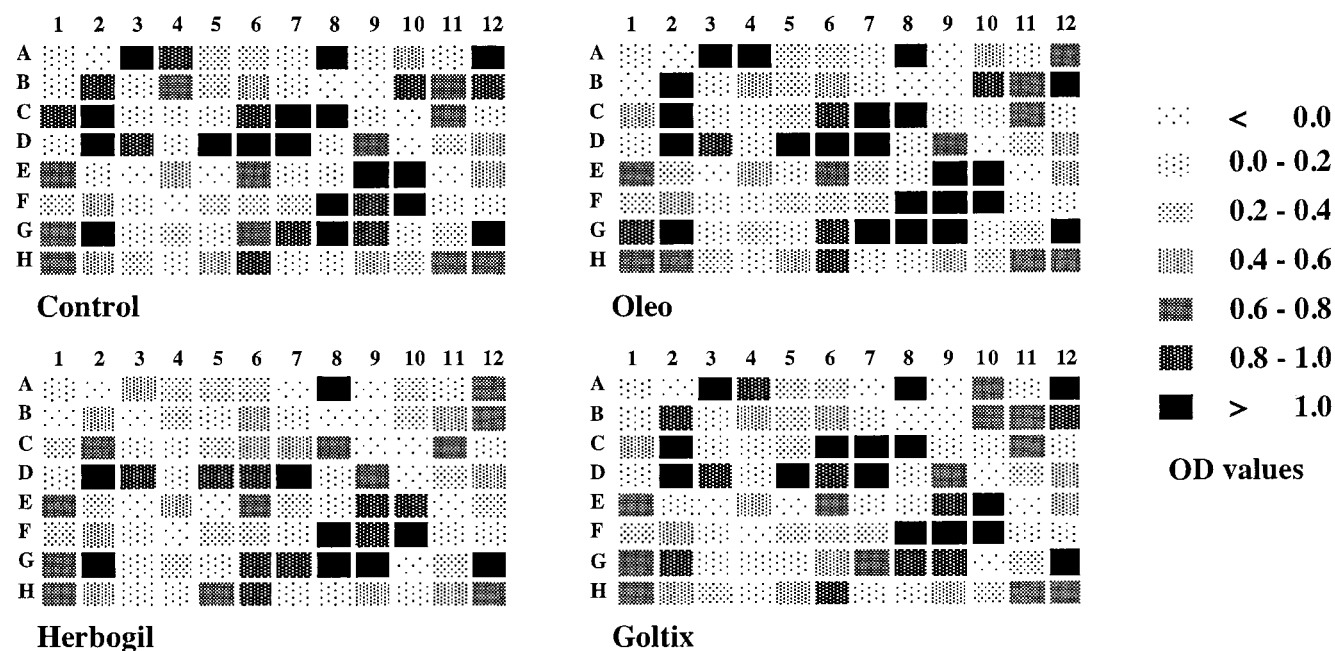 1 2 3 4 5 6 7 8 9 10 11 12
A
B
C
D
E
F
G
H
Control
1 2 3 4 5 6 7 8 9 10 11 12
A
B
C
D
E
F
G
H
Oleo
1 2 3 4 5 6 7 8 9 10 11 12
A
B
C
D
E
F
G
H
Herbogil
1 2 3 4 5 6 7 8 9 10 11 12
A
B
C
D
E
F
G
H
Goltix
< 0.0
0.0 - 0.2
0.2 - 0.4
0.4 - 0.6
0.6 - 0.8
0.8 - 1.0
> 1.0
OD values